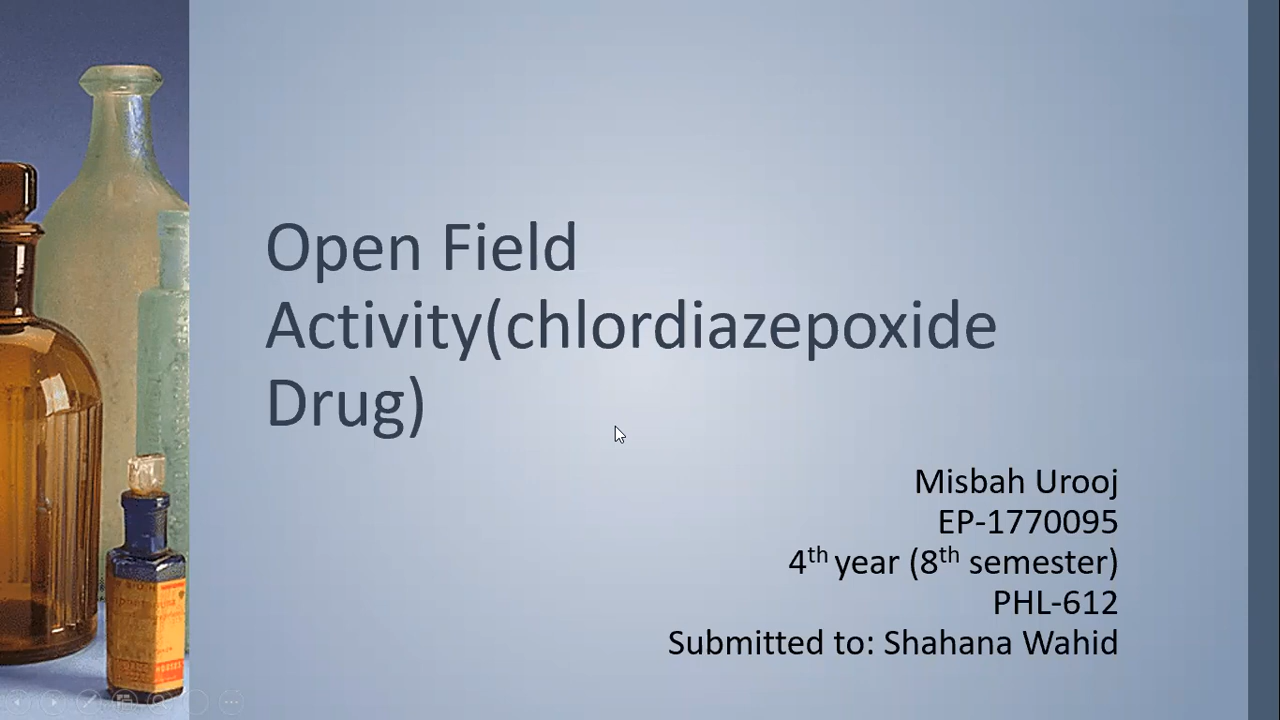 Open Field
Activity(chlordiazepoxide
Drug)
Misbah Urooj
EP-1770095
4th year (8th semester)
PHL-612
Submitted to: Shahana Wahid